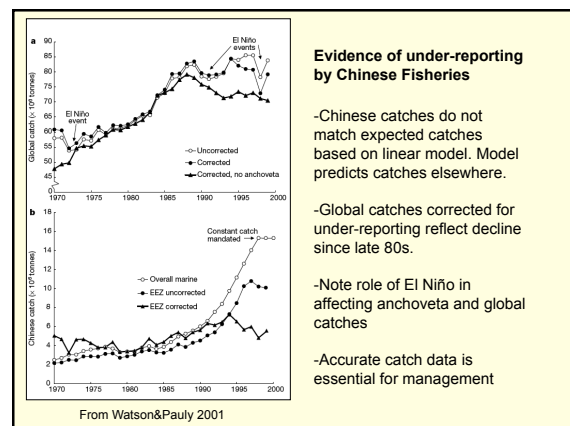 a
90
85
80
75
70
65
60
55
50
45
0
Global catch (× 10⁶ tonnes)
El Niño
event
El Niño
events
Uncorrected
Corrected
Corrected, no anchoveta
1970
1975
1980
1985
1990
1995
2000
b
18
16
14
12
10
8
6
4
2
0
Chinese catch (× 10⁶ tonnes)
Constant catch
mandated
Overall marine
EEZ uncorrected
EEZ corrected
1970
1975
1980
1985
1990
1995
2000
From Watson&Pauly 2001
Evidence of under-reporting
by Chinese Fisheries
-Chinese catches do not
match expected catches
based on linear model. Model
predicts catches elsewhere.
-Global catches corrected for
under-reporting reflect decline
since late 80s.
-Note role of El Niño in
affecting anchoveta and global
catches
-Accurate catch data is
essential for management